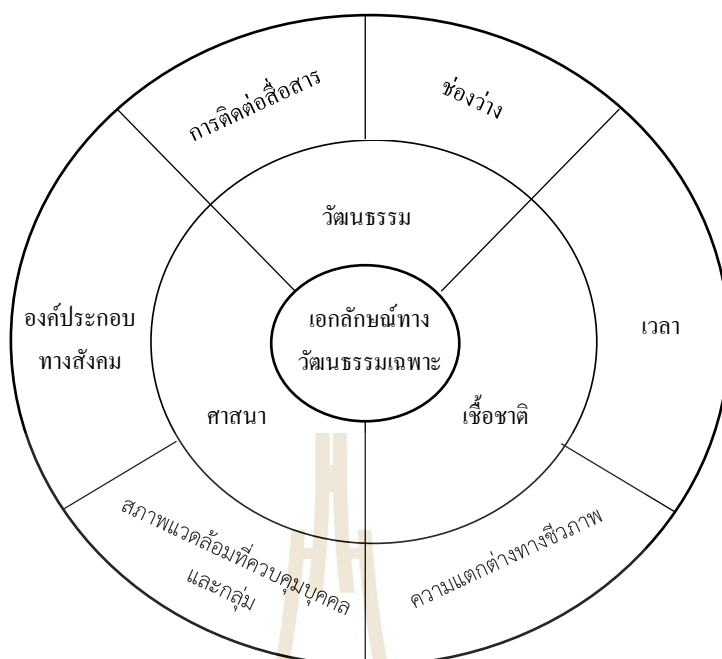 การติดต่อสื่อสาร
ช่องว่าง
วัฒนธรรม
องค์ประกอบ
ทางสังคม
เอกลักษณ์ทาง
วัฒนธรรมเฉพาะ
เวลา
ศาสนา
เชื้อชาติ
สภาพแวดล้อมที่ควบคุมบุคคล
และกลุ่ม
ความแตกต่างทางชีวภาพ